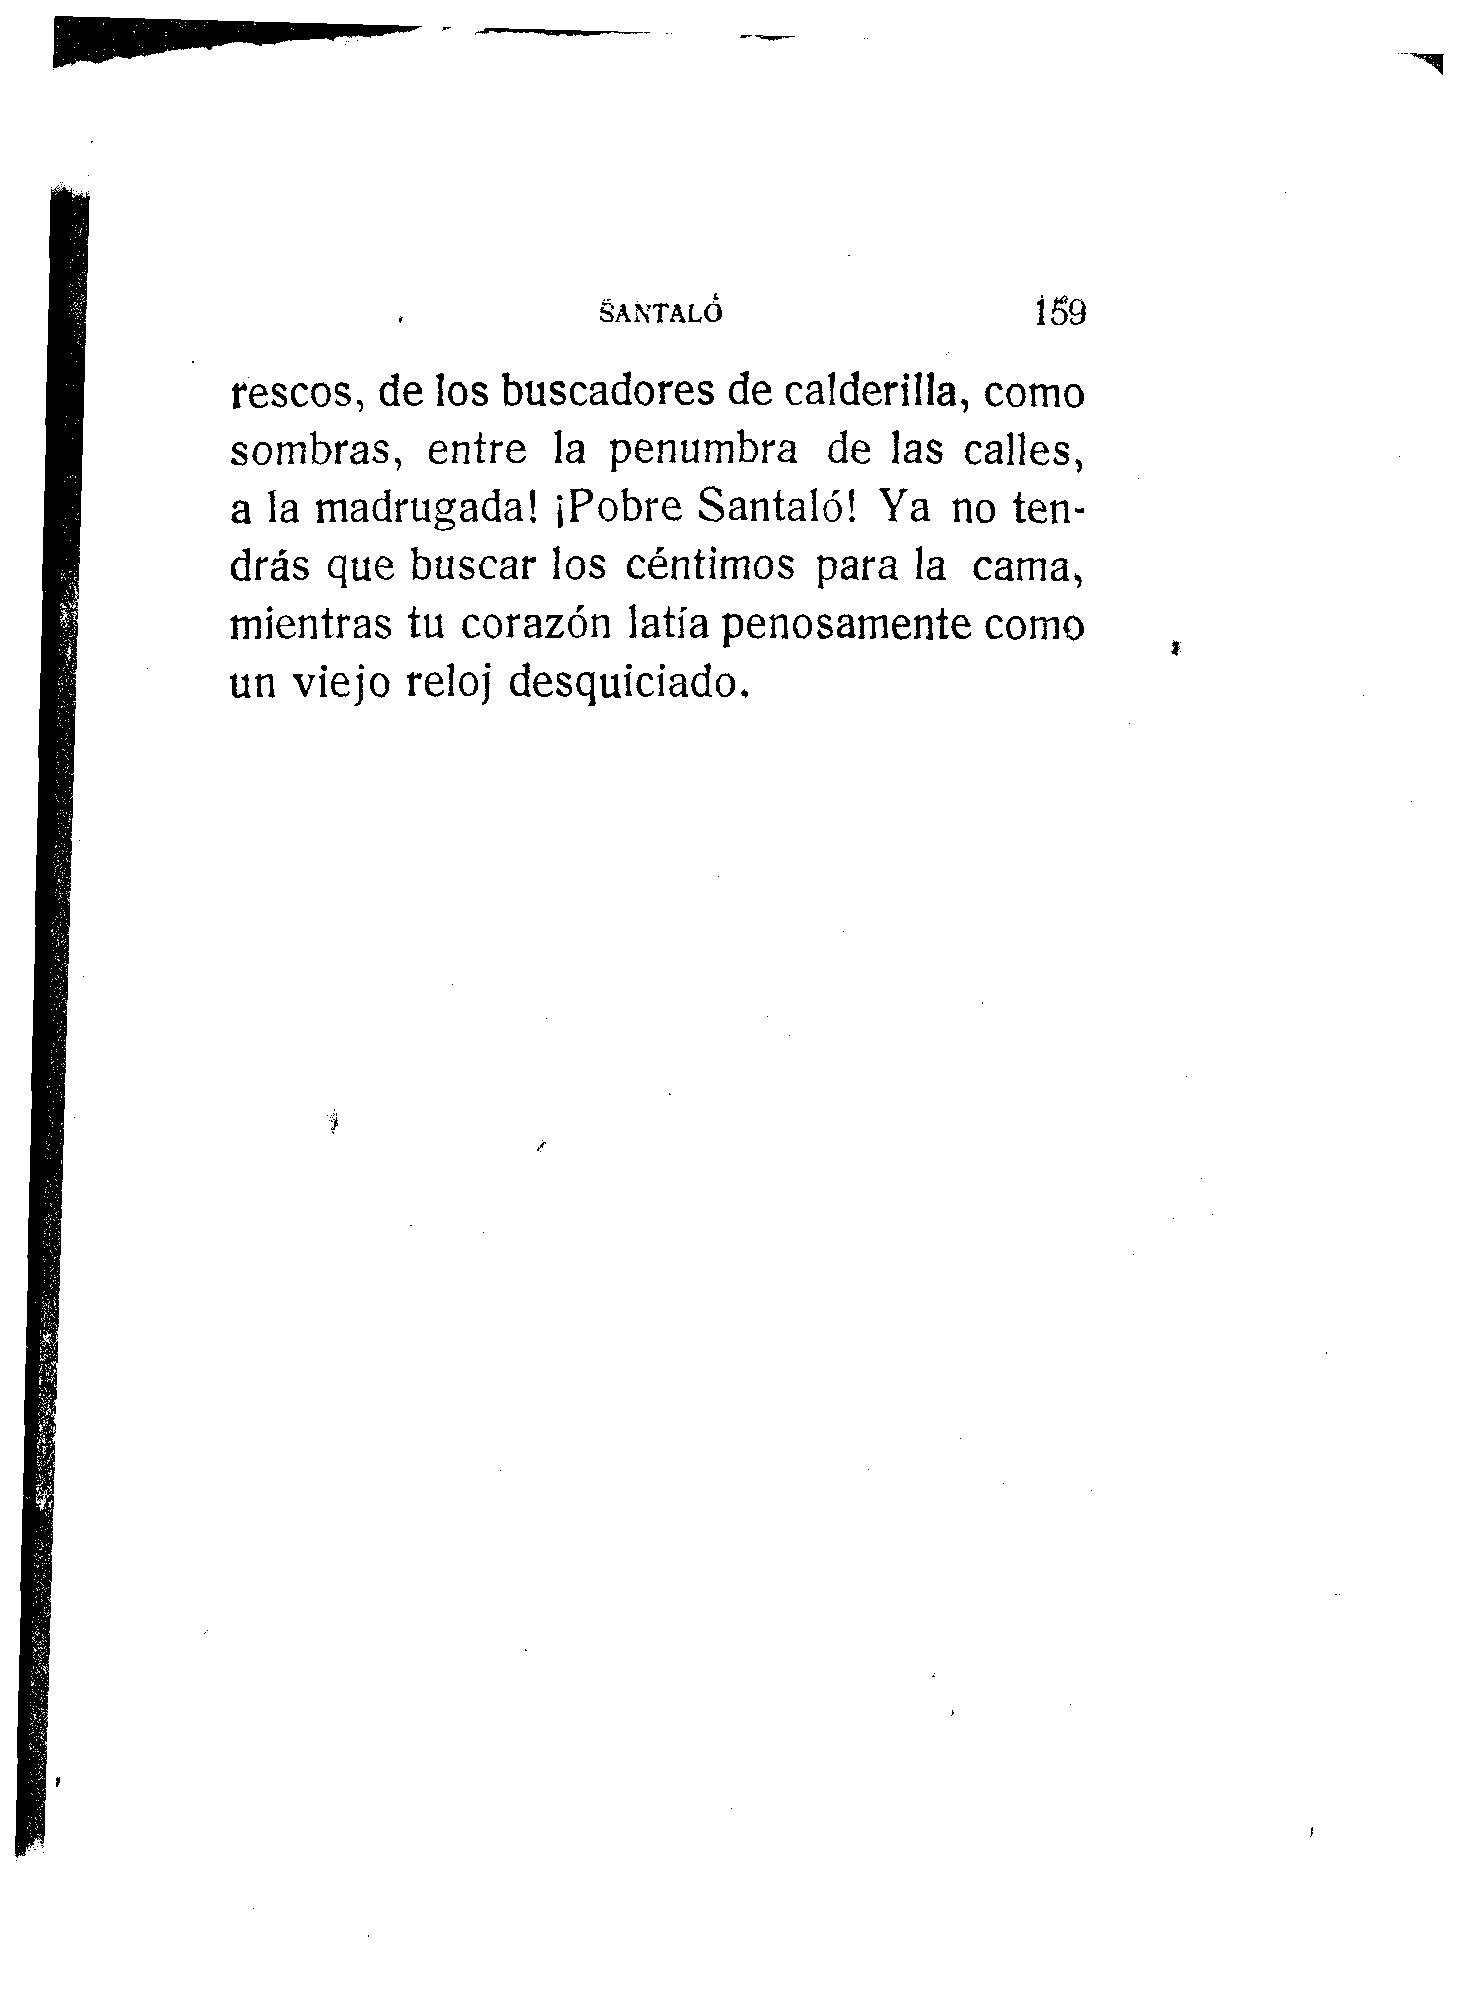 SANTALÓ 159
rescos, de los buscadores de calderilla, como
sombras, entre la penumbra de las calles,
a la madrugada! ¡Pobre Santaló! Ya no ten-
drás que buscar los céntimos para la cama,
mientras tu corazón latía penosamente como
un viejo reloj desquiciado.